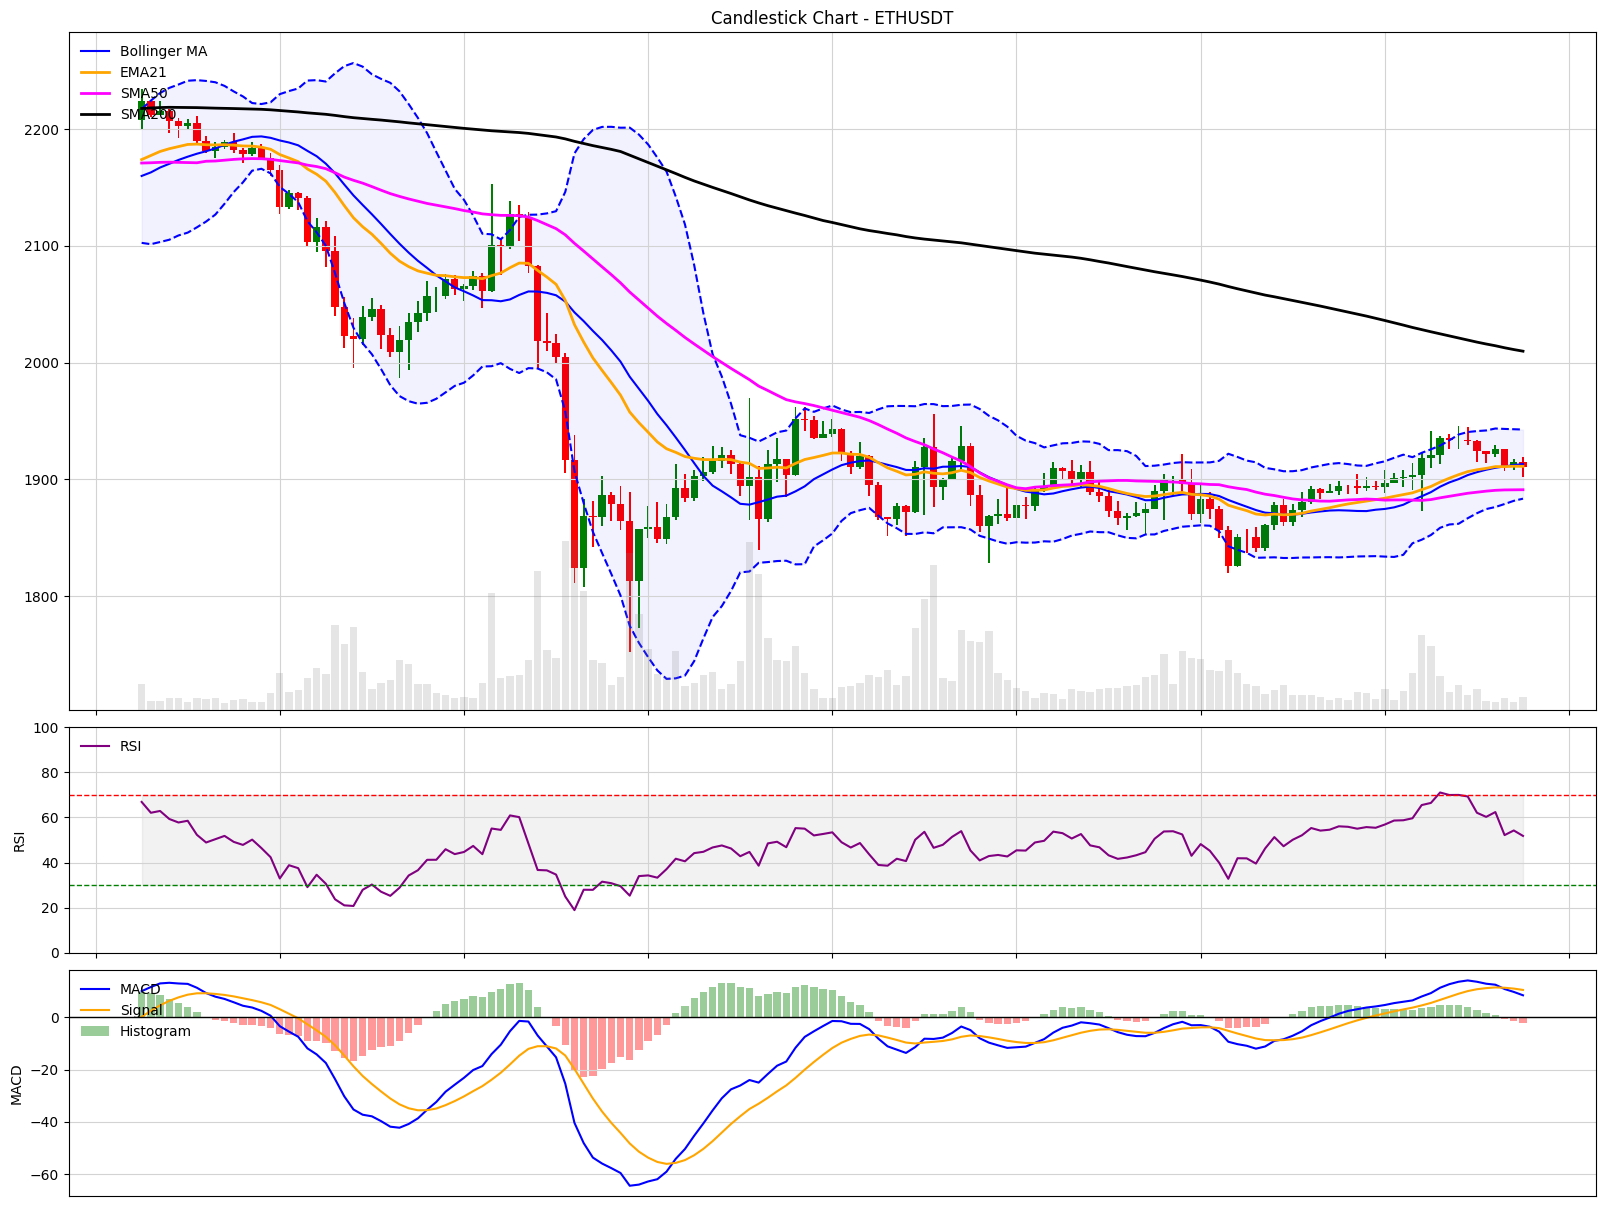 Candlestick Chart - ETHUSDT
Bollinger MA
EMA21
SMA50
SMA200
2200
2100
2000
1900
1800
100
80
60
40
20
0
RSI
RSI
0
−20
−40
−60
MACD
MACD
Signal
Histogram